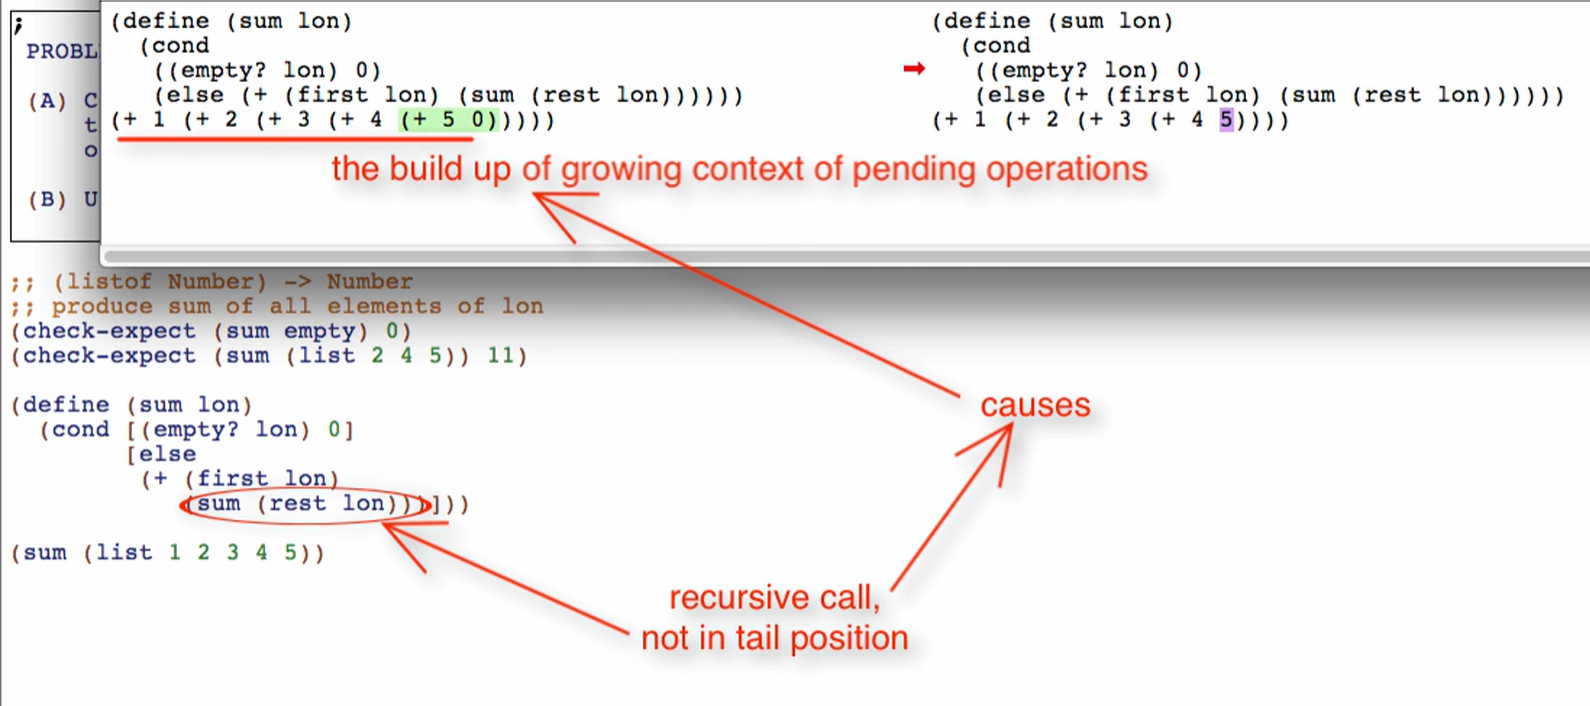 ;
PROBL
(A) C
t
o
(B) U
(define (sum lon)
(cond
((empty? lon) 0)
(else (+ (first lon) (sum (rest lon))))))
(+ 1 (+ 2 (+ 3 (+ 4 (+ 5 0)))))
the build up of growing context of pending operations
➡
(define (sum lon)
(cond
((empty? lon) 0)
(else (+ (first lon) (sum (rest lon))))))
(+ 1 (+ 2 (+ 3 (+ 4 5))))
;; (listof Number) -> Number
;; produce sum of all elements of lon
(check-expect (sum empty) 0)
(check-expect (sum (list 2 4 5)) 11)
(define (sum lon)
(cond [(empty? lon) 0]
[else
(+ (first lon)
(sum (rest lon)))]))
(sum (list 1 2 3 4 5))
causes
recursive call,
not in tail position